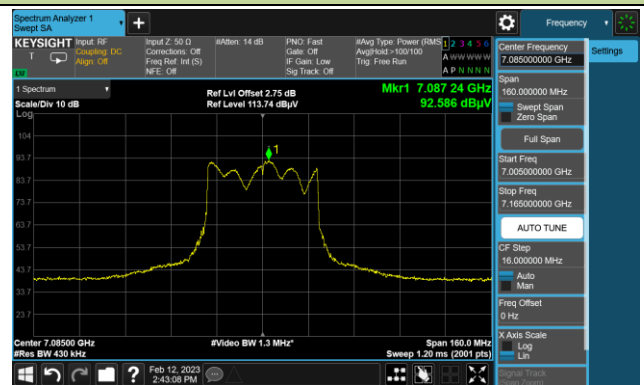 Spectrum Analyzer 1
Swept SA
Frequency
KEYSIGHT
Input: RF
Coupling: DC
Align: Off
Input Z: 50 Ω
Corrections: Off
Freq Ref: Int (S)
NFE: Off
#Atten: 14 dB
PNO: Fast
Gate: Off
IF Gain: Low
Sig Track: Off
#Avg Type: Power (RMS
Avg|Hold:>100/100
Trig: Free Run
1 2 3 4 5 6
A W W W W W
A P N N N N
LW
1 Spectrum
Scale/Div 10 dB
Log
Ref Lvl Offset 2.75 dB
Ref Level 113.74 dBµV
Mkr1 7.087 24 GHz
92.586 dBµV
104
93.7
83.7
73.7
63.7
53.7
43.7
33.7
23.7
1
Center 7.08500 GHz
#Res BW 430 kHz
#Video BW 1.3 MHz*
Span 160.0 MHz
Sweep 1.20 ms (2001 pts)
Center Frequency
7.085000000 GHz
Settings
Span
160.000000 MHz
Swept Span
Zero Span
Full Span
Start Freq
7.005000000 GHz
Stop Freq
7.165000000 GHz
AUTO TUNE
CF Step
16.000000 MHz
Auto
Man
Freq Offset
0 Hz
X Axis Scale
Log
Lin
Signal Track
(Span Zoom)
Feb 12, 2023
2:43:08 PM